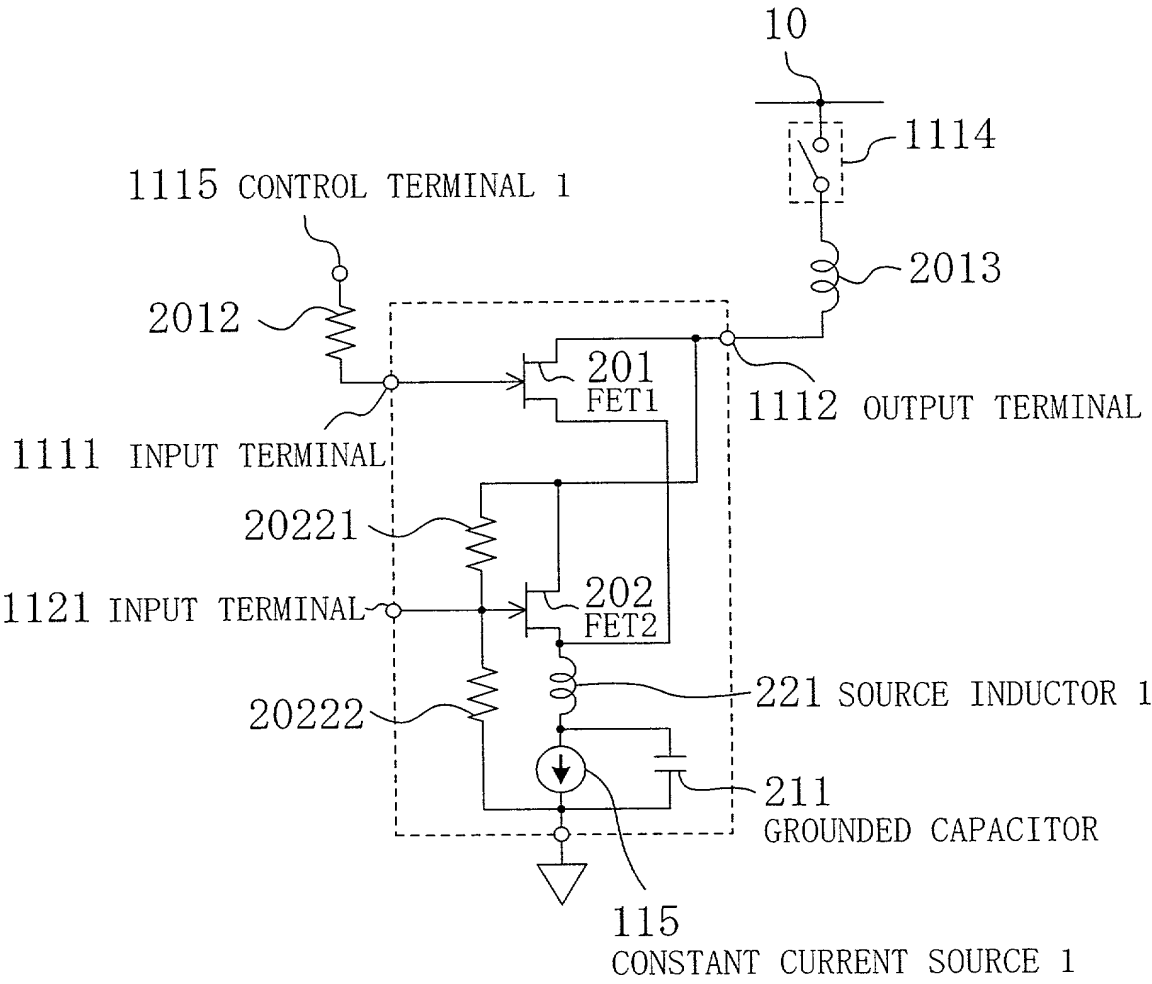 10
1114
1115 CONTROL TERMINAL 1
2013
2012
201
FET1
1112 OUTPUT TERMINAL
1111 INPUT TERMINAL
20221
1121 INPUT TERMINAL
202
FET2
221 SOURCE INDUCTOR 1
20222
211
GROUNDED CAPACITOR
115
CONSTANT CURRENT SOURCE 1